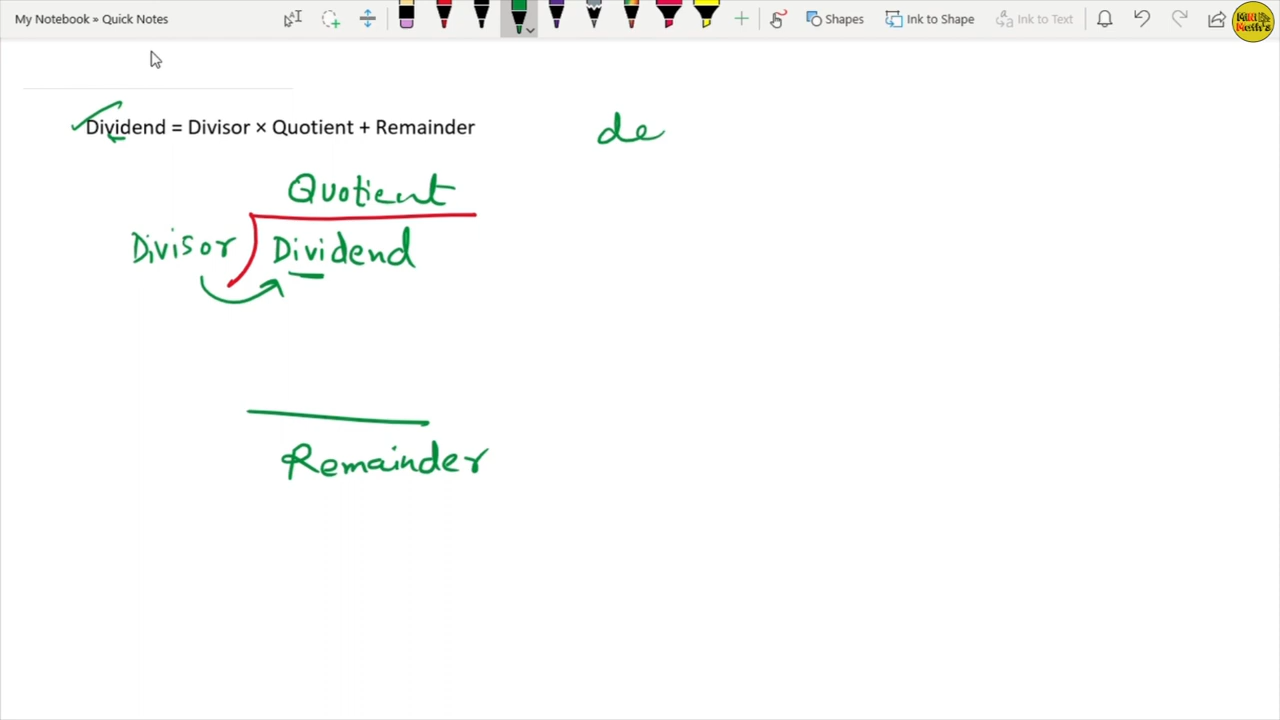 My Notebook » Quick Notes
Shapes
Ink to Shape
Ink to Text
Dividend = Divisor × Quotient + Remainder
de
Quotient
Divisor Dividend
Remainder